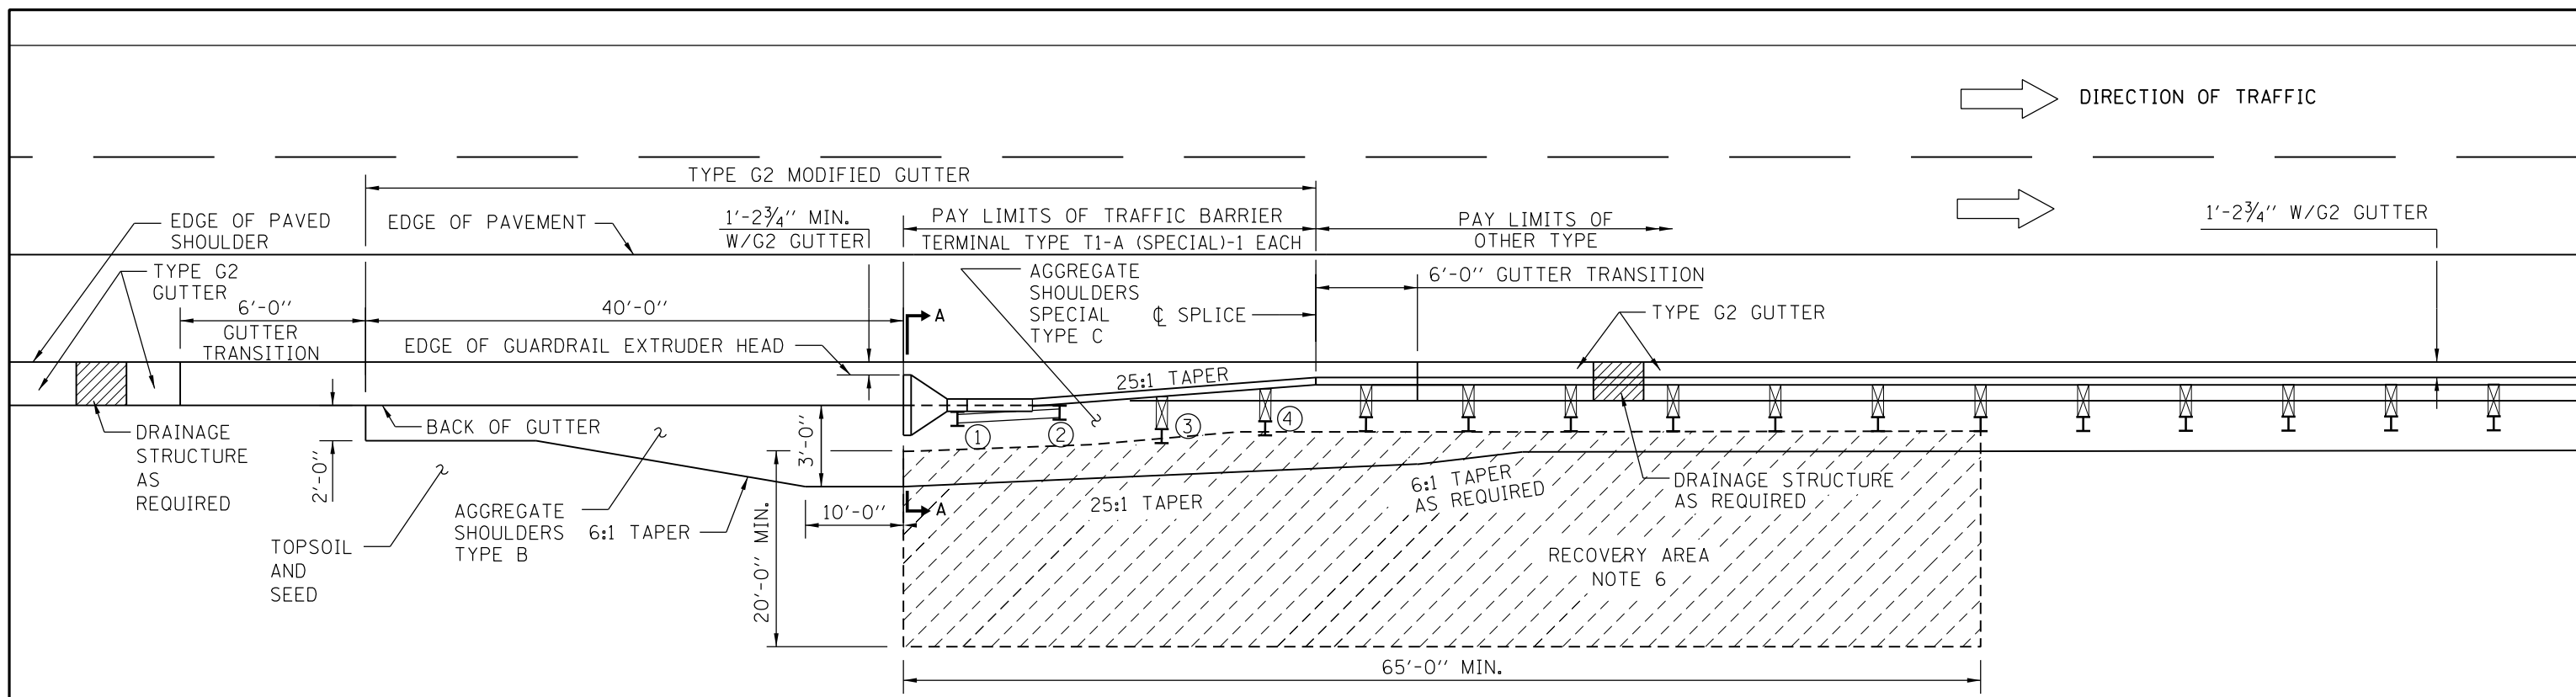 DIRECTION OF TRAFFIC
TYPE G2 MODIFIED GUTTER
EDGE OF PAVED
SHOULDER
EDGE OF PAVEMENT
1'-2¾'' MIN.
W/G2 GUTTER
PAY LIMITS OF TRAFFIC BARRIER
TERMINAL TYPE T1-A (SPECIAL)-1 EACH
PAY LIMITS OF
OTHER TYPE
1'-2¾'' W/G2 GUTTER
TYPE G2
GUTTER
6'-0''
GUTTER
TRANSITION
40'-0''
AGGREGATE
SHOULDERS
SPECIAL
TYPE C
℄ SPLICE
6'-0'' GUTTER TRANSITION
TYPE G2 GUTTER
A
EDGE OF GUARDRAIL EXTRUDER HEAD
25:1 TAPER
BACK OF GUTTER
1
2
3
4
DRAINAGE
STRUCTURE
AS
REQUIRED
2'-0''
3'-0''
TOPSOIL
AND
SEED
AGGREGATE
SHOULDERS
TYPE B
6:1 TAPER
10'-0''
A
20'-0'' MIN.
25:1 TAPER
6:1 TAPER
AS REQUIRED
DRAINAGE STRUCTURE
AS REQUIRED
RECOVERY AREA
NOTE 6
65'-0'' MIN.